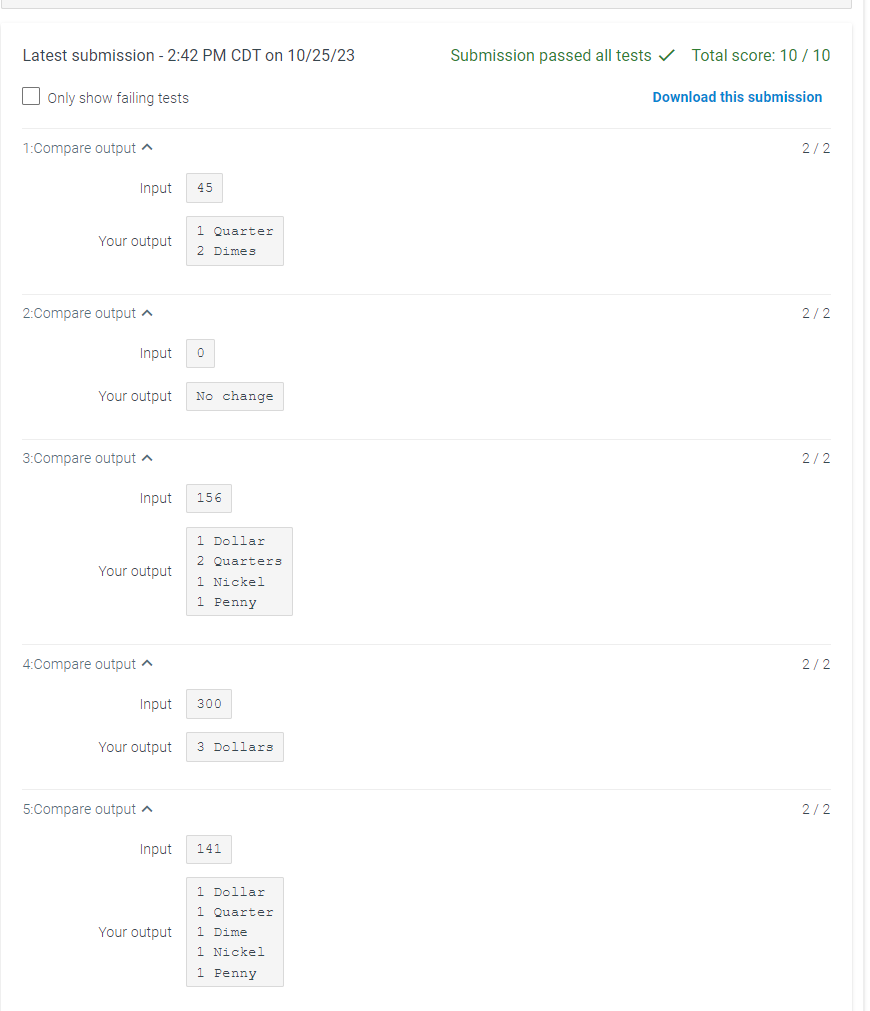 Latest submission - 2:42 PM CDT on 10/25/23 Submission passed all tests ✓ Total score: 10 / 10
Only show failing tests Download this submission
1:Compare output 2 / 2
Input 45
Your output
1 Quarter
2 Dimes
2:Compare output 2 / 2
Input 0
Your output No change
3:Compare output 2 / 2
Input 156
Your output
1 Dollar
2 Quarters
1 Nickel
1 Penny
4:Compare output 2 / 2
Input 300
Your output 3 Dollars
5:Compare output 2 / 2
Input 141
Your output
1 Dollar
1 Quarter
1 Dime
1 Nickel
1 Penny